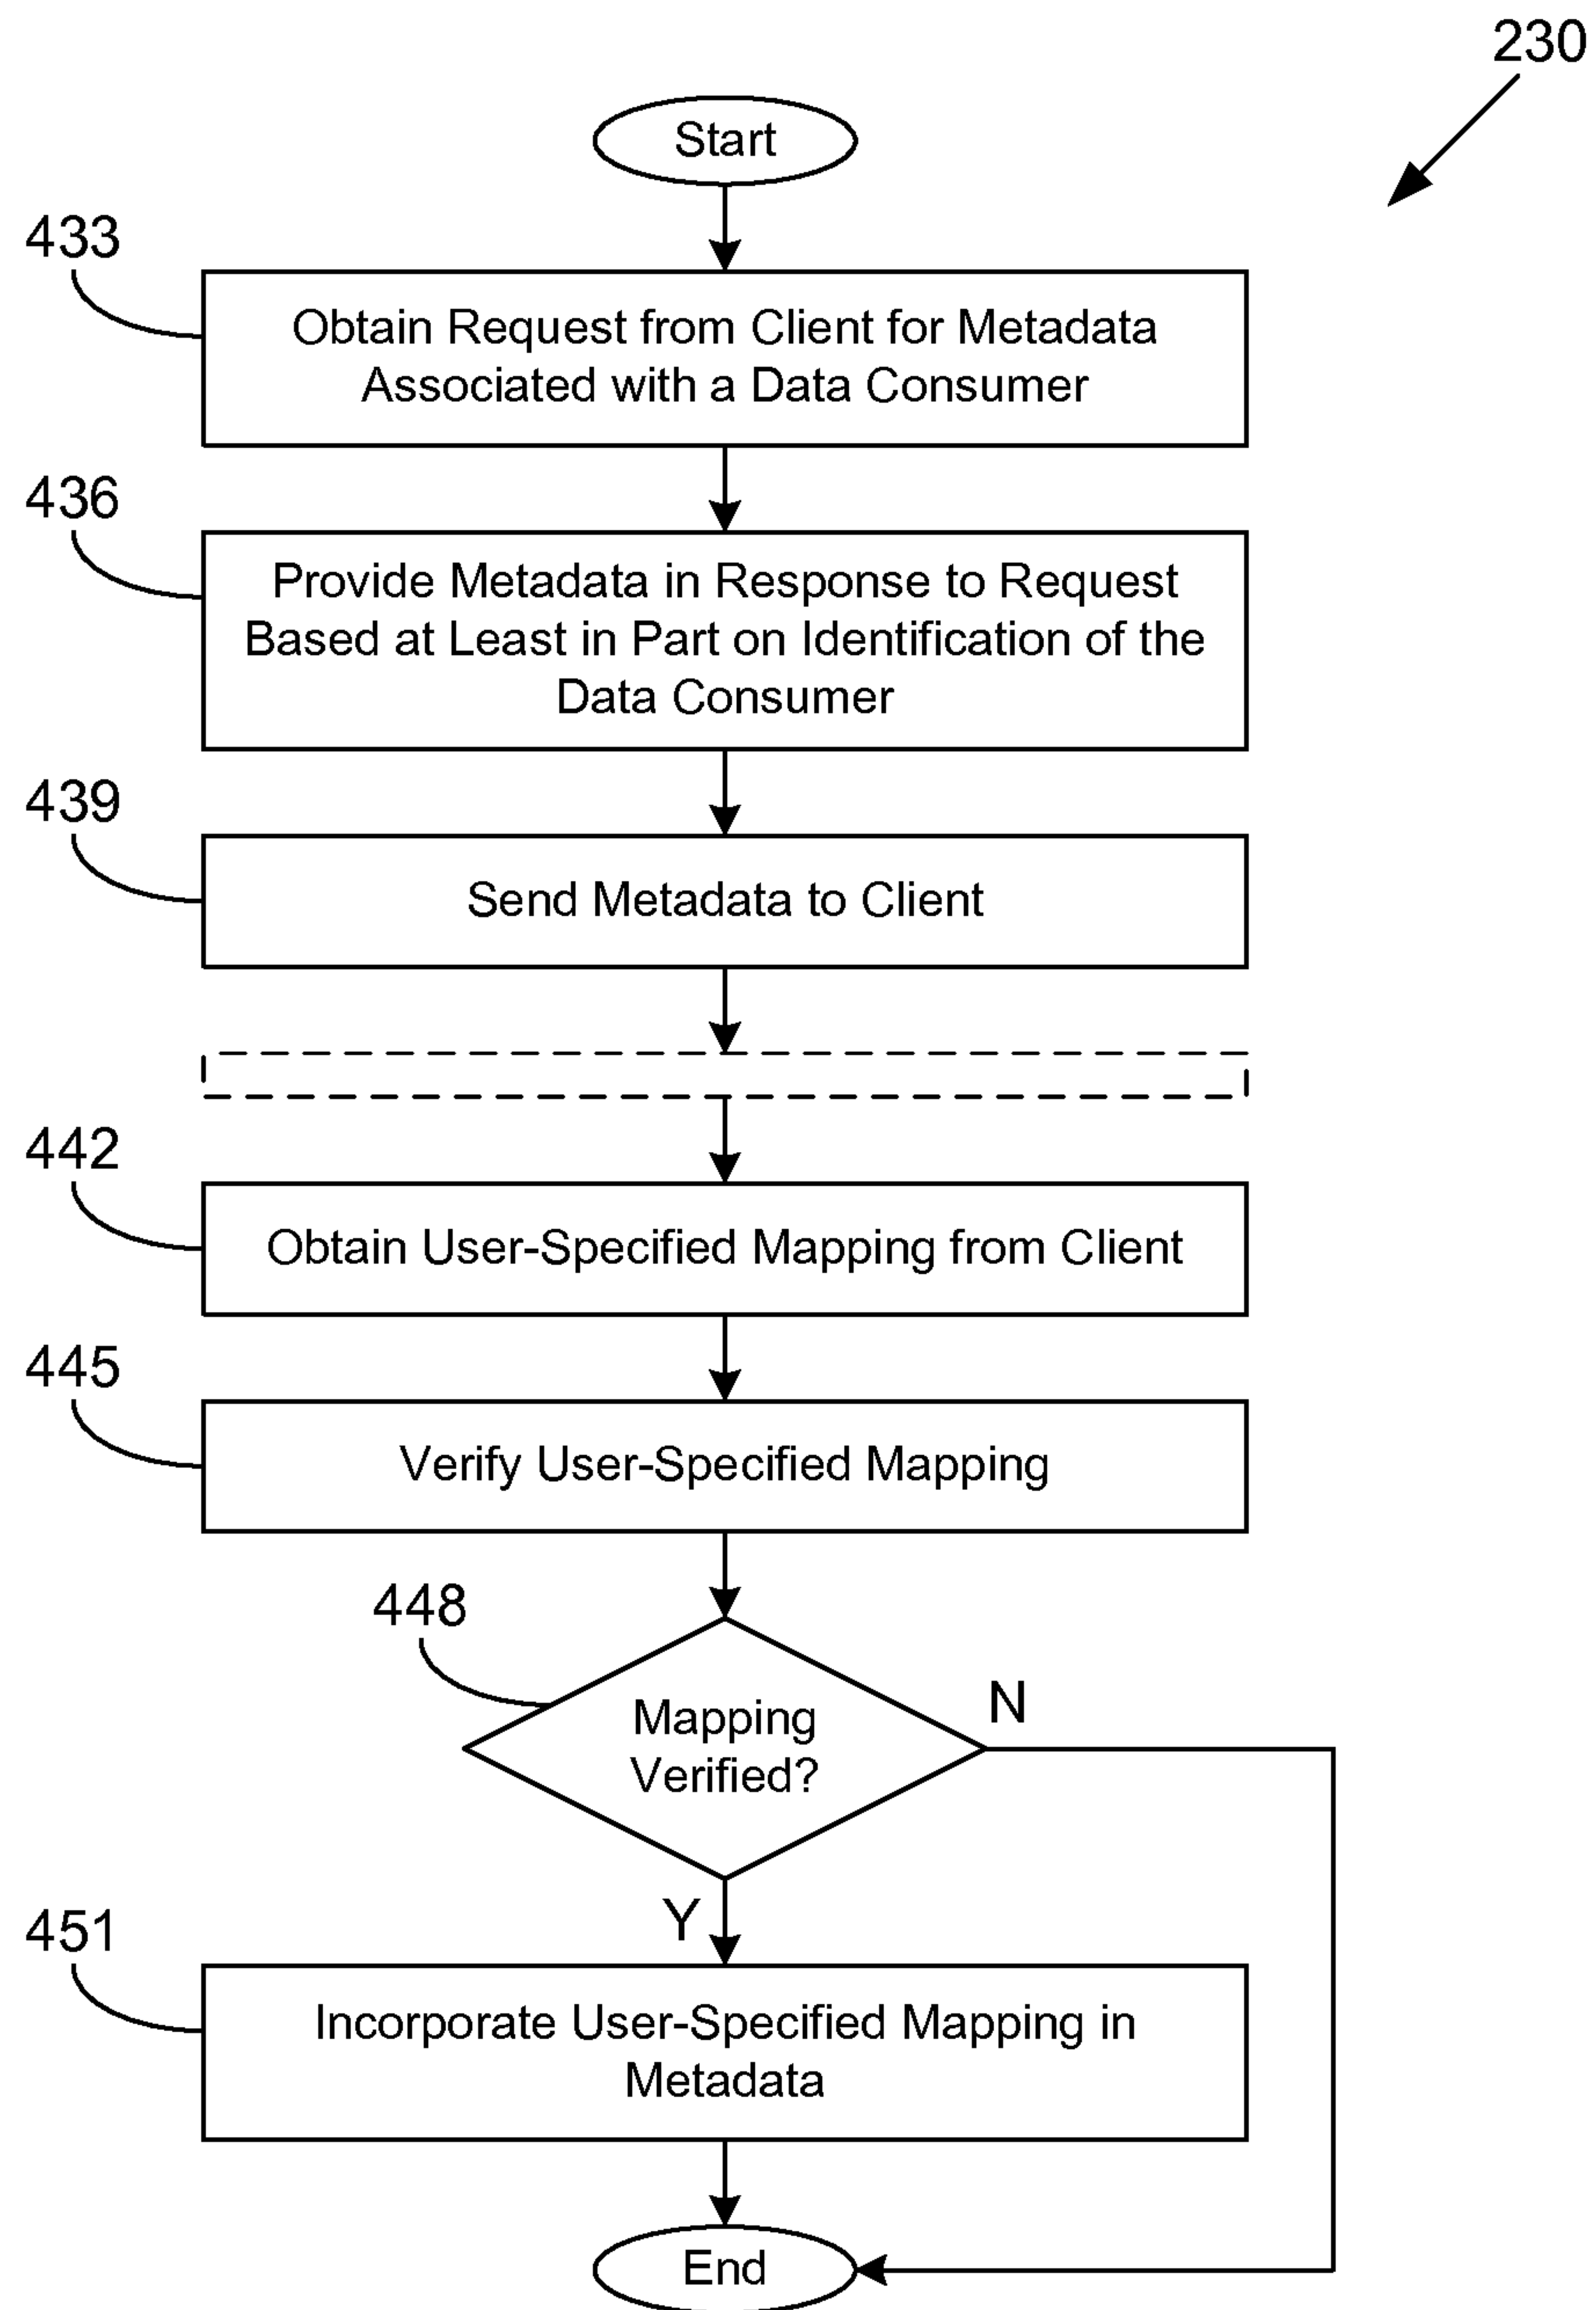 230
Start
433
Obtain Request from Client for Metadata
Associated with a Data Consumer
436
Provide Metadata in Response to Request
Based at Least in Part on Identification of the
Data Consumer
439
Send Metadata to Client
442
Obtain User-Specified Mapping from Client
445
Verify User-Specified Mapping
448
Mapping
Verified?
N
Y
451
Incorporate User-Specified Mapping in
Metadata
End